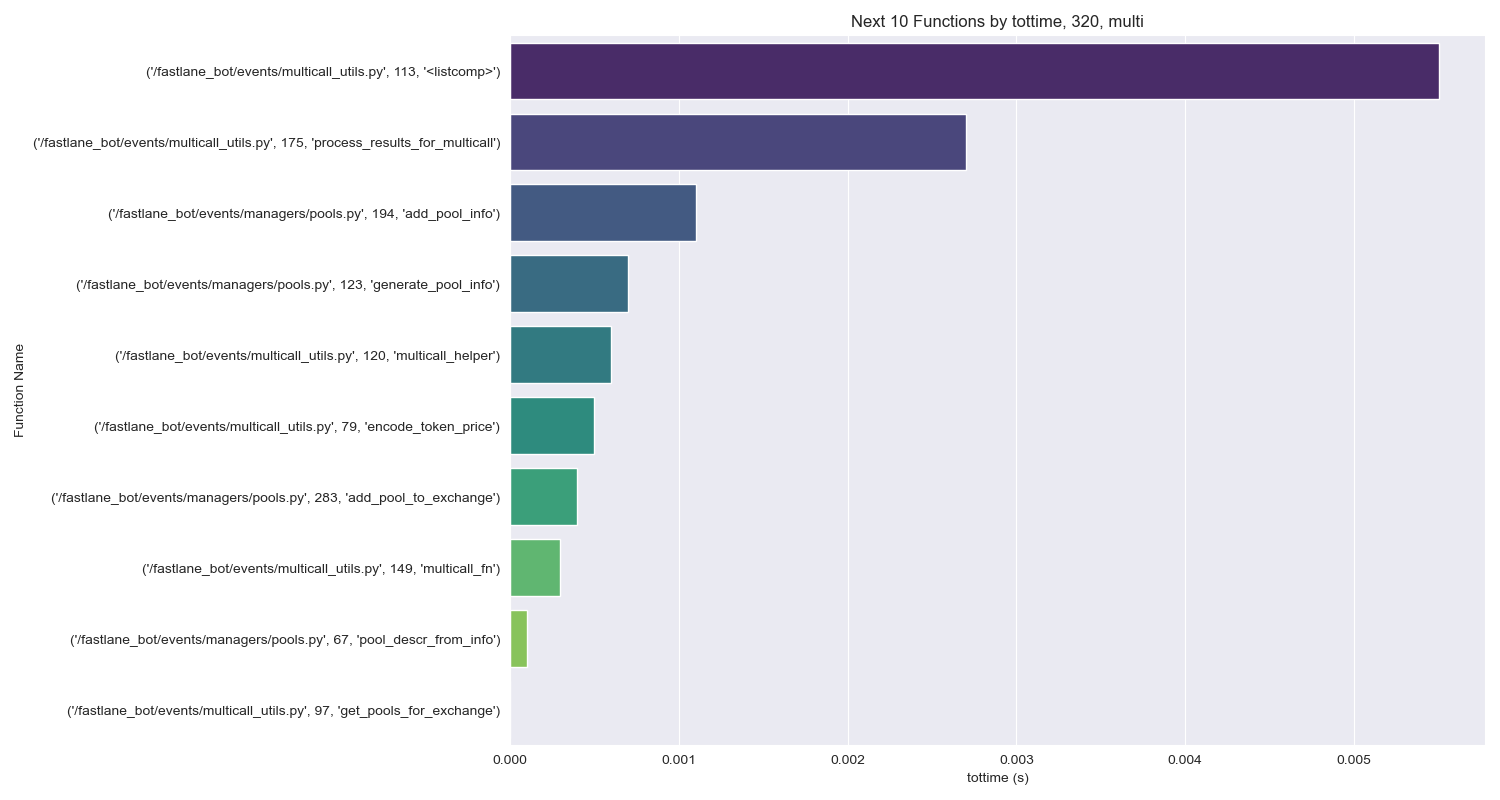 Next 10 Functions by tottime, 320, multi
('/fastlane_bot/events/multicall_utils.py', 113, '<listcomp>')
('/fastlane_bot/events/multicall_utils.py', 175, 'process_results_for_multicall')
('/fastlane_bot/events/managers/pools.py', 194, 'add_pool_info')
('/fastlane_bot/events/managers/pools.py', 123, 'generate_pool_info')
('/fastlane_bot/events/multicall_utils.py', 120, 'multicall_helper')
('/fastlane_bot/events/multicall_utils.py', 79, 'encode_token_price')
('/fastlane_bot/events/managers/pools.py', 283, 'add_pool_to_exchange')
('/fastlane_bot/events/multicall_utils.py', 149, 'multicall_fn')
('/fastlane_bot/events/managers/pools.py', 67, 'pool_descr_from_info')
('/fastlane_bot/events/multicall_utils.py', 97, 'get_pools_for_exchange')
Function Name
0.000 0.001 0.002 0.003 0.004 0.005
tottime (s)